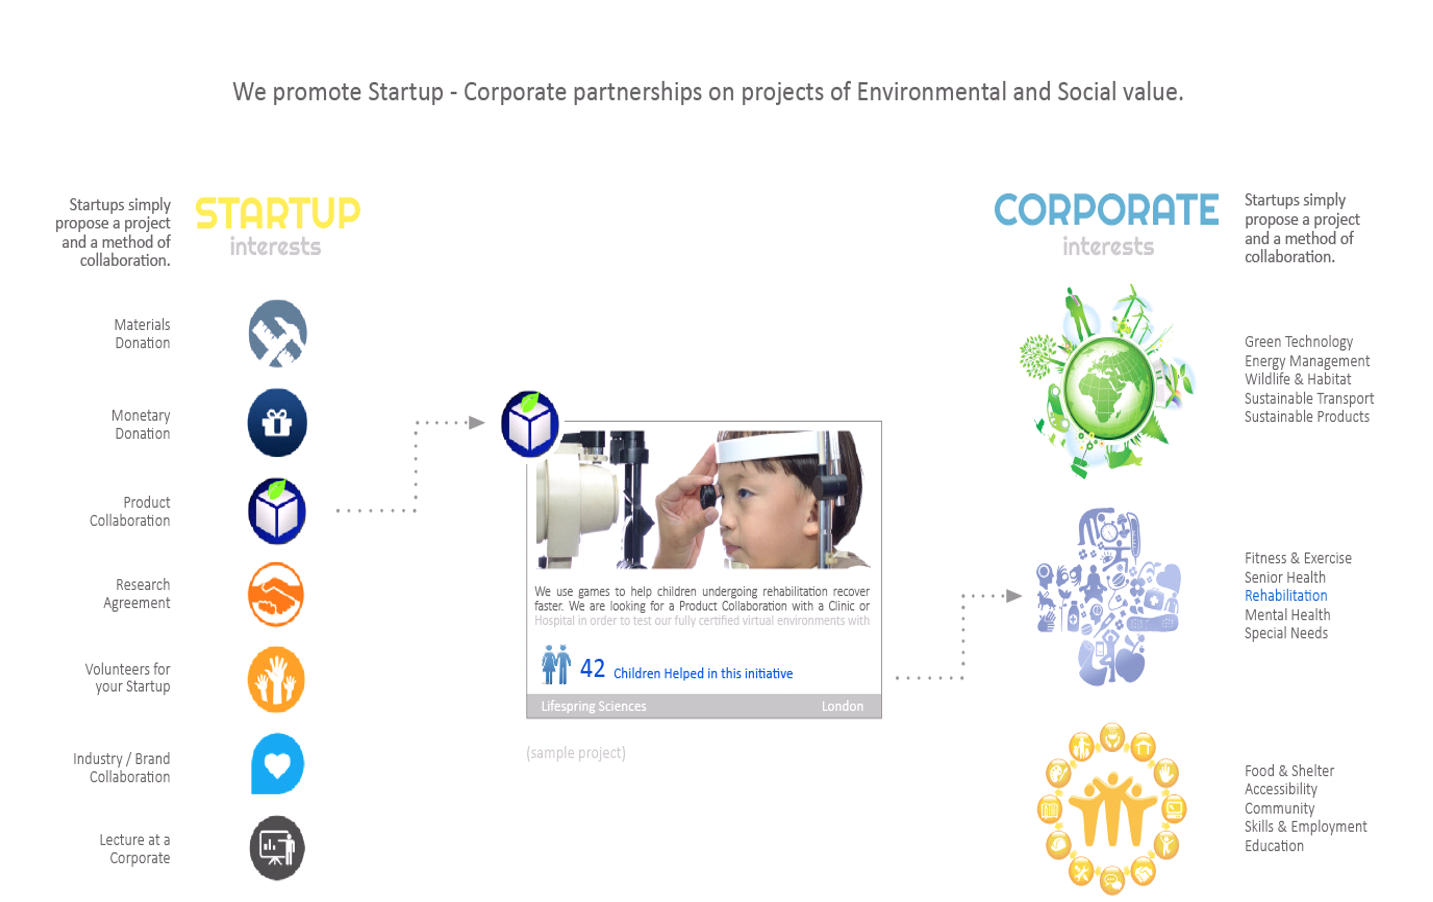 We promote Startup - Corporate partnerships on projects of Environmental and Social value.
Startups simply
propose a project
and a method of
collaboration.
STARTUP
interests
Materials
Donation
Monetary
Donation
Product
Collaboration
Research
Agreement
Volunteers for
your Startup
Industry / Brand
Collaboration
Lecture at a
Corporate
We use games to help children undergoing rehabilitation recover
faster. We are looking for a Product Collaboration with a Clinic or
Hospital in order to test our fully certified virtual environments with
42 Children Helped in this initiative
Lifespring Sciences London
(sample project)
CORPORATE
interests
Startups simply
propose a project
and a method of
collaboration.
Green Technology
Energy Management
Wildlife & Habitat
Sustainable Transport
Sustainable Products
Fitness & Exercise
Senior Health
Rehabilitation
Mental Health
Special Needs
Food & Shelter
Accessibility
Community
Skills & Employment
Education